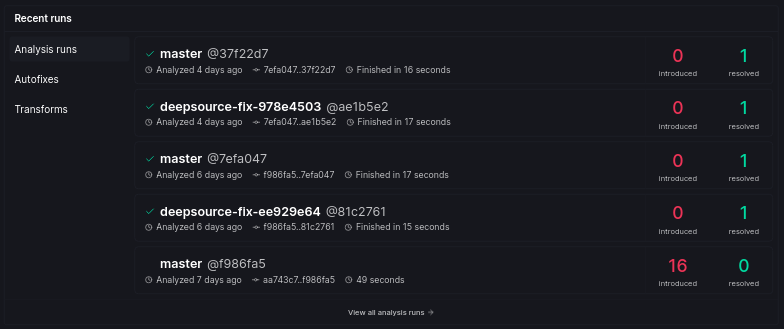 Recent runs
Analysis runs
Autofixes
Transforms
master @37f22d7
Analyzed 4 days ago 7efa047..37f22d7 Finished in 16 seconds
0 introduced
1 resolved
deepsource-fix-978e4503 @ae1b5e2
Analyzed 4 days ago 7efa047..ae1b5e2 Finished in 17 seconds
0 introduced
1 resolved
master @7efa047
Analyzed 6 days ago f986fa5..7efa047 Finished in 17 seconds
0 introduced
1 resolved
deepsource-fix-ee929e64 @81c2761
Analyzed 6 days ago f986fa5..81c2761 Finished in 15 seconds
0 introduced
1 resolved
master @f986fa5
Analyzed 7 days ago aa743c7..f986fa5 49 seconds
16 introduced
0 resolved
View all analysis runs →